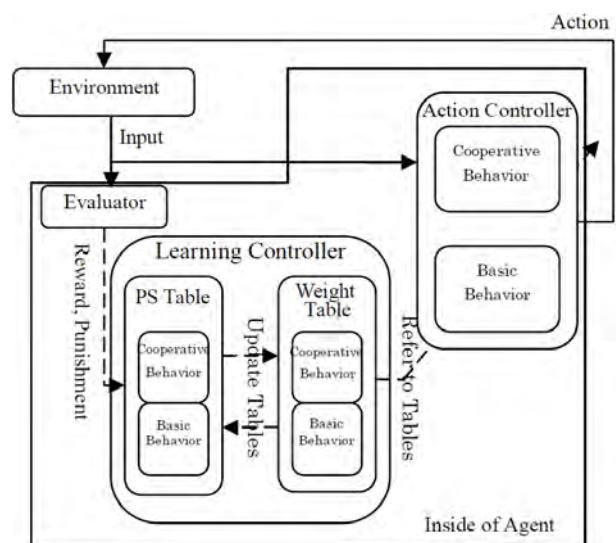 Action
Environment
Input
Action Controller
Cooperative
Behavior
Basic
Behavior
Evaluator
Reward, Punishment
Learning Controller
PS Table
Cooperative
Behavior
Basic
Behavior
Update Tables
Weight
Table
Cooperative
Behavior
Basic
Behavior
Refer to Tables
Inside of Agent